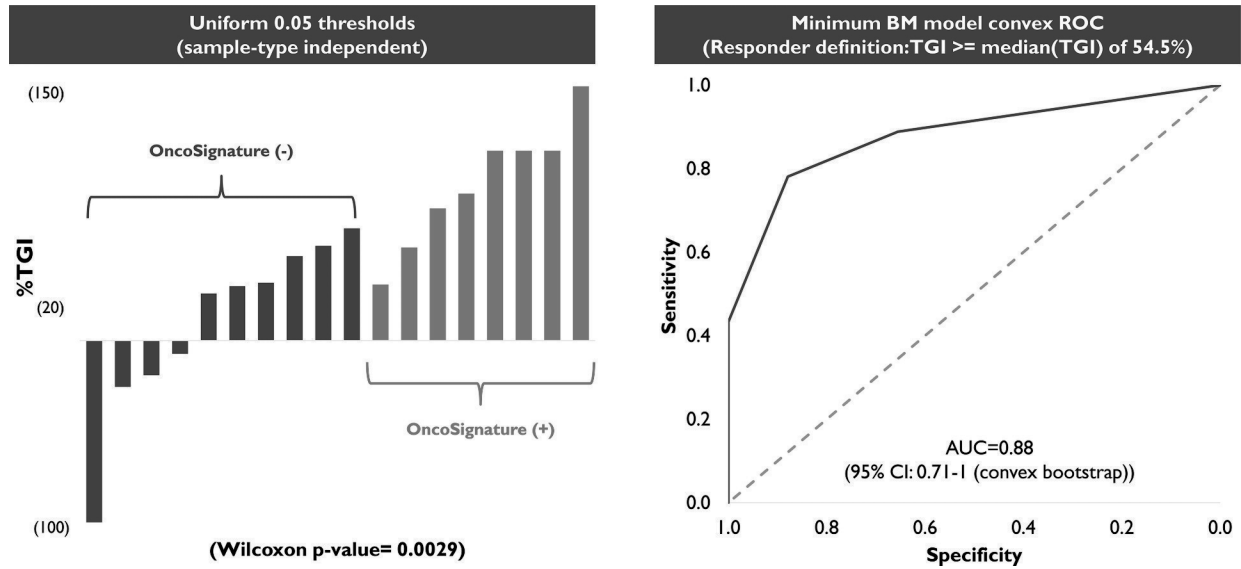 Uniform 0.05 thresholds
(sample-type independent)
(150)
OncoSignature (-)
%TGI
(20)
OncoSignature (+)
(100)
(Wilcoxon p-value= 0.0029)
Minimum BM model convex ROC
(Responder definition:TGI >= median(TGI) of 54.5%)
1.0
0.8
0.6
Sensitivity
0.4
0.2
AUC=0.88
(95% CI: 0.71-1 (convex bootstrap))
0.0
1.0 0.8 0.6 0.4 0.2 0.0
Specificity